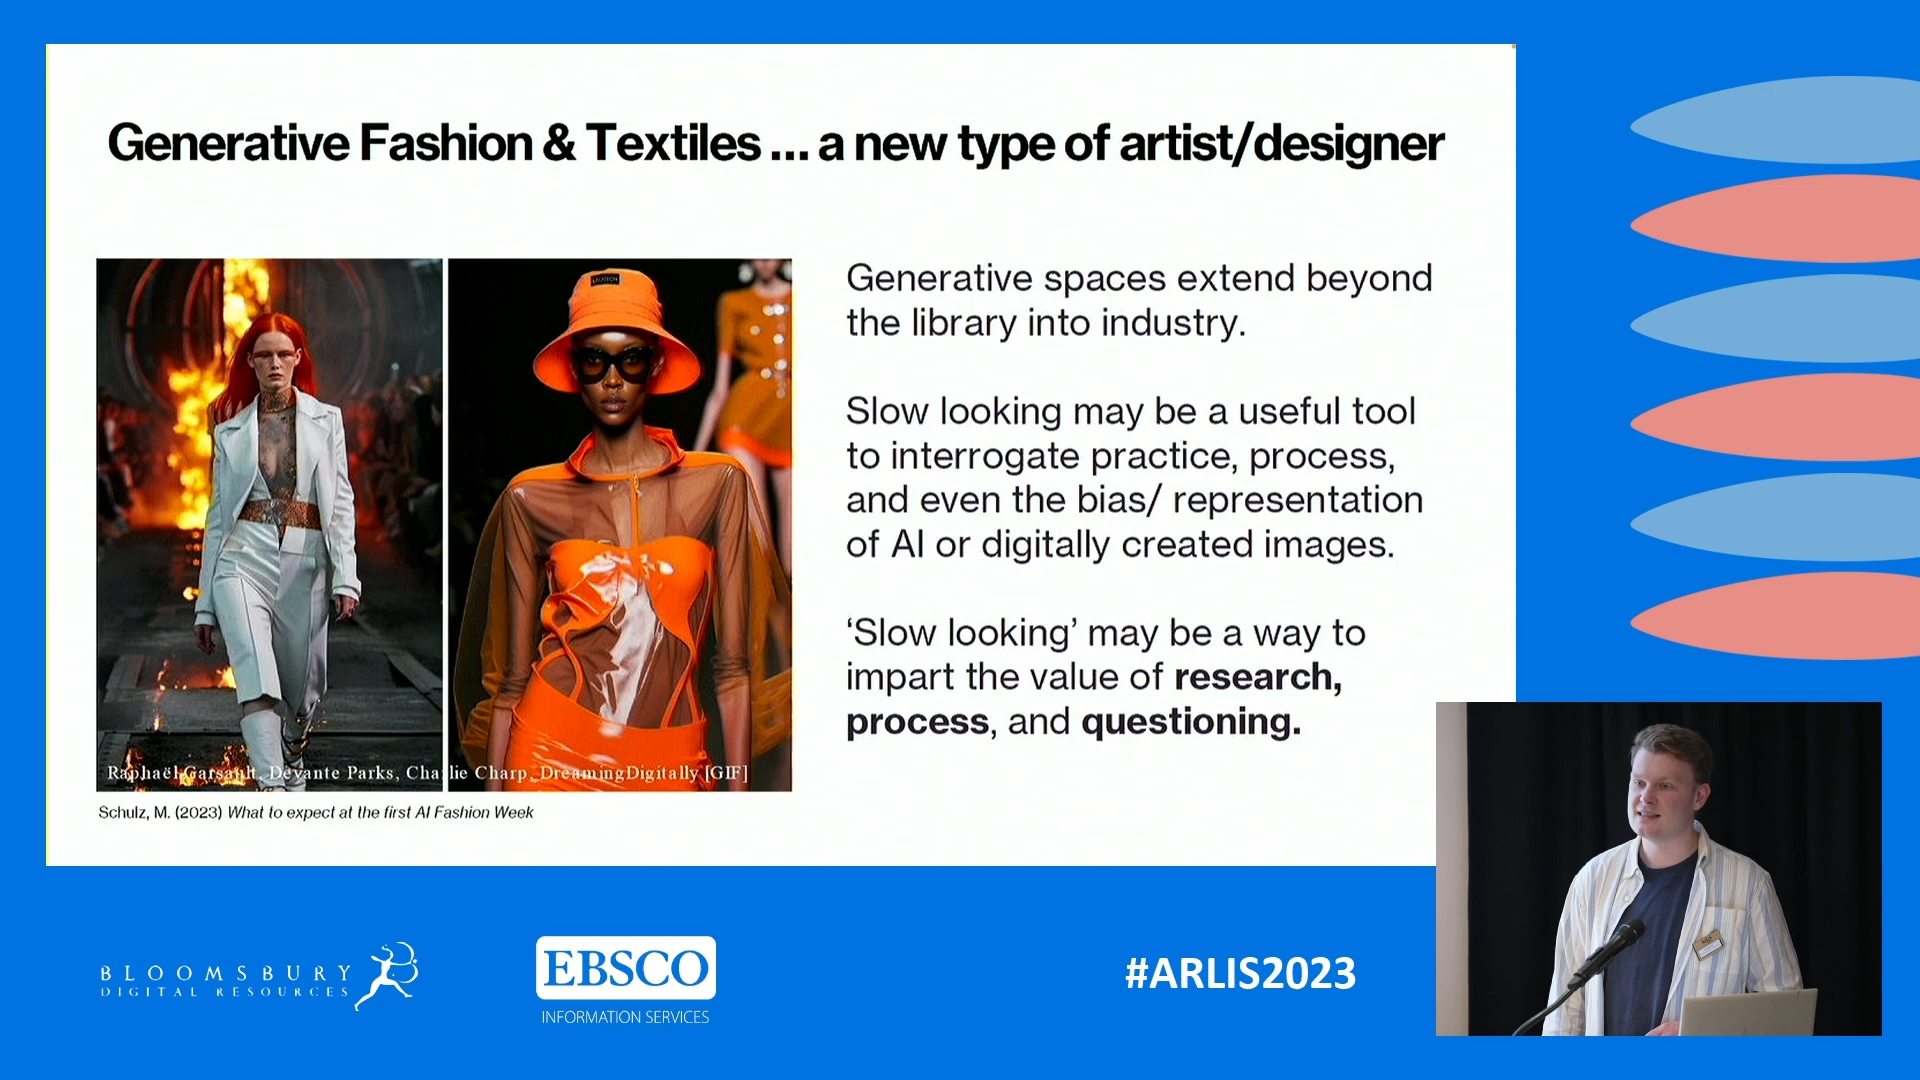 Generative Fashion & Textiles ... a new type of artist/designer
Generative spaces extend beyond
the library into industry.
Slow looking may be a useful tool
to interrogate practice, process,
and even the bias/ representation
of AI or digitally created images.
‘Slow looking’ may be a way to
impart the value of research,
process, and questioning.
Raphaël Garsault, Devante Parks, Charlie Charp, DreamingDigitally [GIF]
Schulz, M. (2023) What to expect at the first AI Fashion Week
BLOOMSBURY
DIGITAL RESOURCES
EBSCO
INFORMATION SERVICES
#ARLIS2023